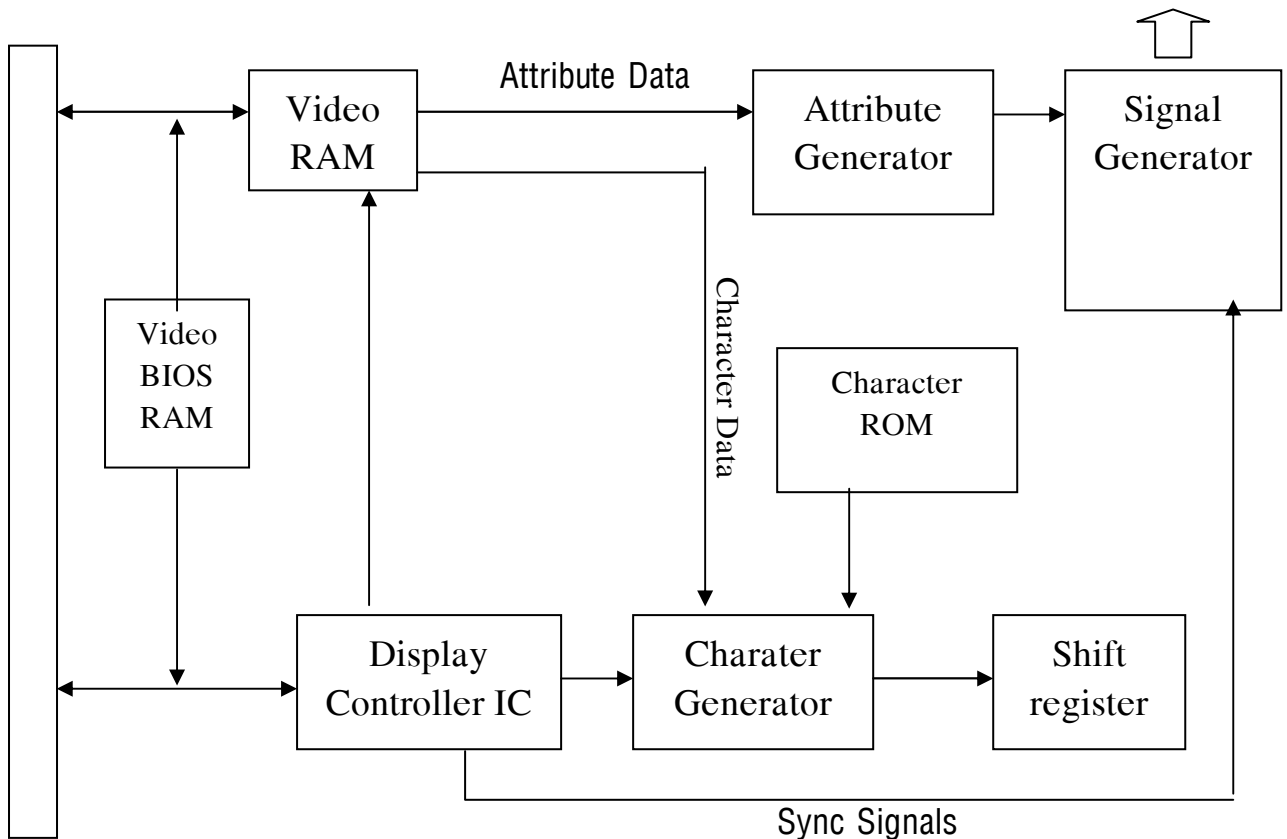 Attribute Data
Video
RAM
Attribute
Generator
Signal
Generator
Video
BIOS
RAM
Character Data
Character
ROM
Display
Controller IC
Charater
Generator
Shift
register
Sync Signals